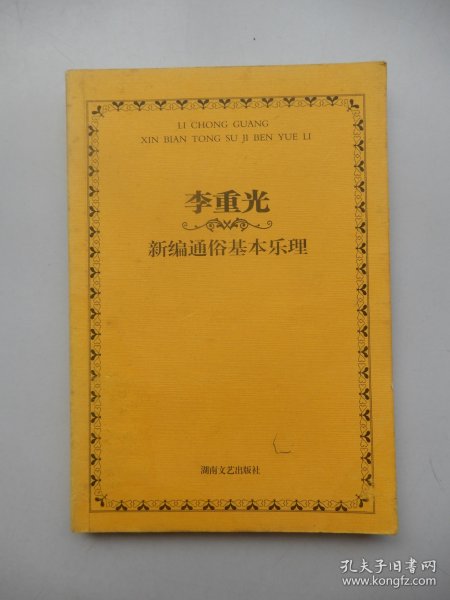 LI CHONG GUANG
XIN BIAN TONG SU JI BEN YUE LI
李重光
新编通俗基本乐理
湖南文艺出版社
孔夫子旧书网
www.kongfz.com